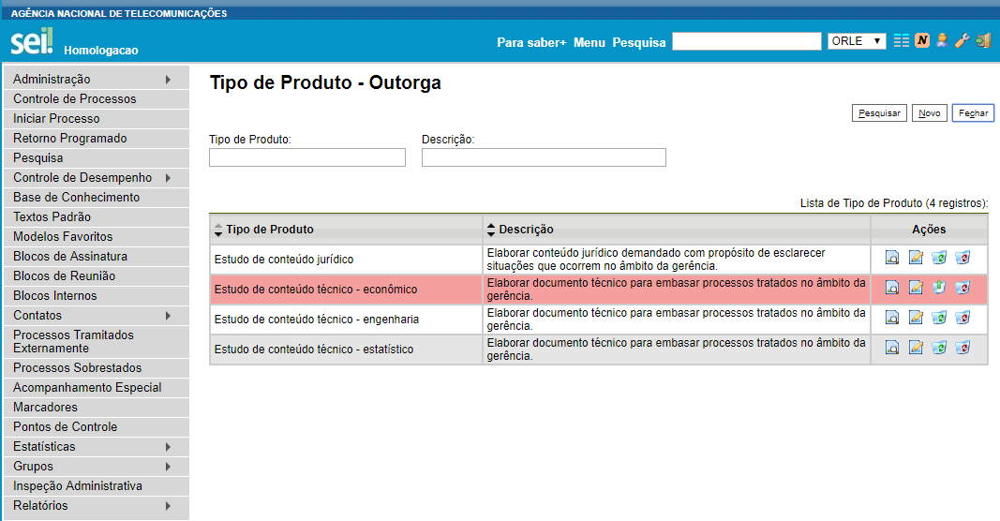 AGÊNCIA NACIONAL DE TELECOMUNICAÇÕES
sei! Homologacao
Para saber+ Menu Pesquisa ORLE N
Administração
Controle de Processos
Iniciar Processo
Retorno Programado
Pesquisa
Controle de Desempenho
Base de Conhecimento
Textos Padrão
Modelos Favoritos
Blocos de Assinatura
Blocos de Reunião
Blocos Internos
Contatos
Processos Tramitados
Externamente
Processos Sobrestados
Acompanhamento Especial
Marcadores
Pontos de Controle
Estatísticas
Grupos
Inspeção Administrativa
Relatórios
Tipo de Produto - Outorga
Pesquisar Novo Fechar
Tipo de Produto: Descrição:
Lista de Tipo de Produto (4 registros):
Tipo de Produto Descrição Ações
Estudo de conteúdo jurídico
Elaborar conteúdo jurídico demandado com propósito de esclarecer
situações que ocorrem no âmbito da gerência.
Estudo de conteúdo técnico - econômico
Elaborar documento técnico para embasar processos tratados no âmbito da
gerência.
Estudo de conteúdo técnico - engenharia
Elaborar documento técnico para embasar processos tratados no âmbito da
gerência.
Estudo de conteúdo técnico - estatístico
Elaborar documento técnico para embasar processos tratados no âmbito da
gerência.